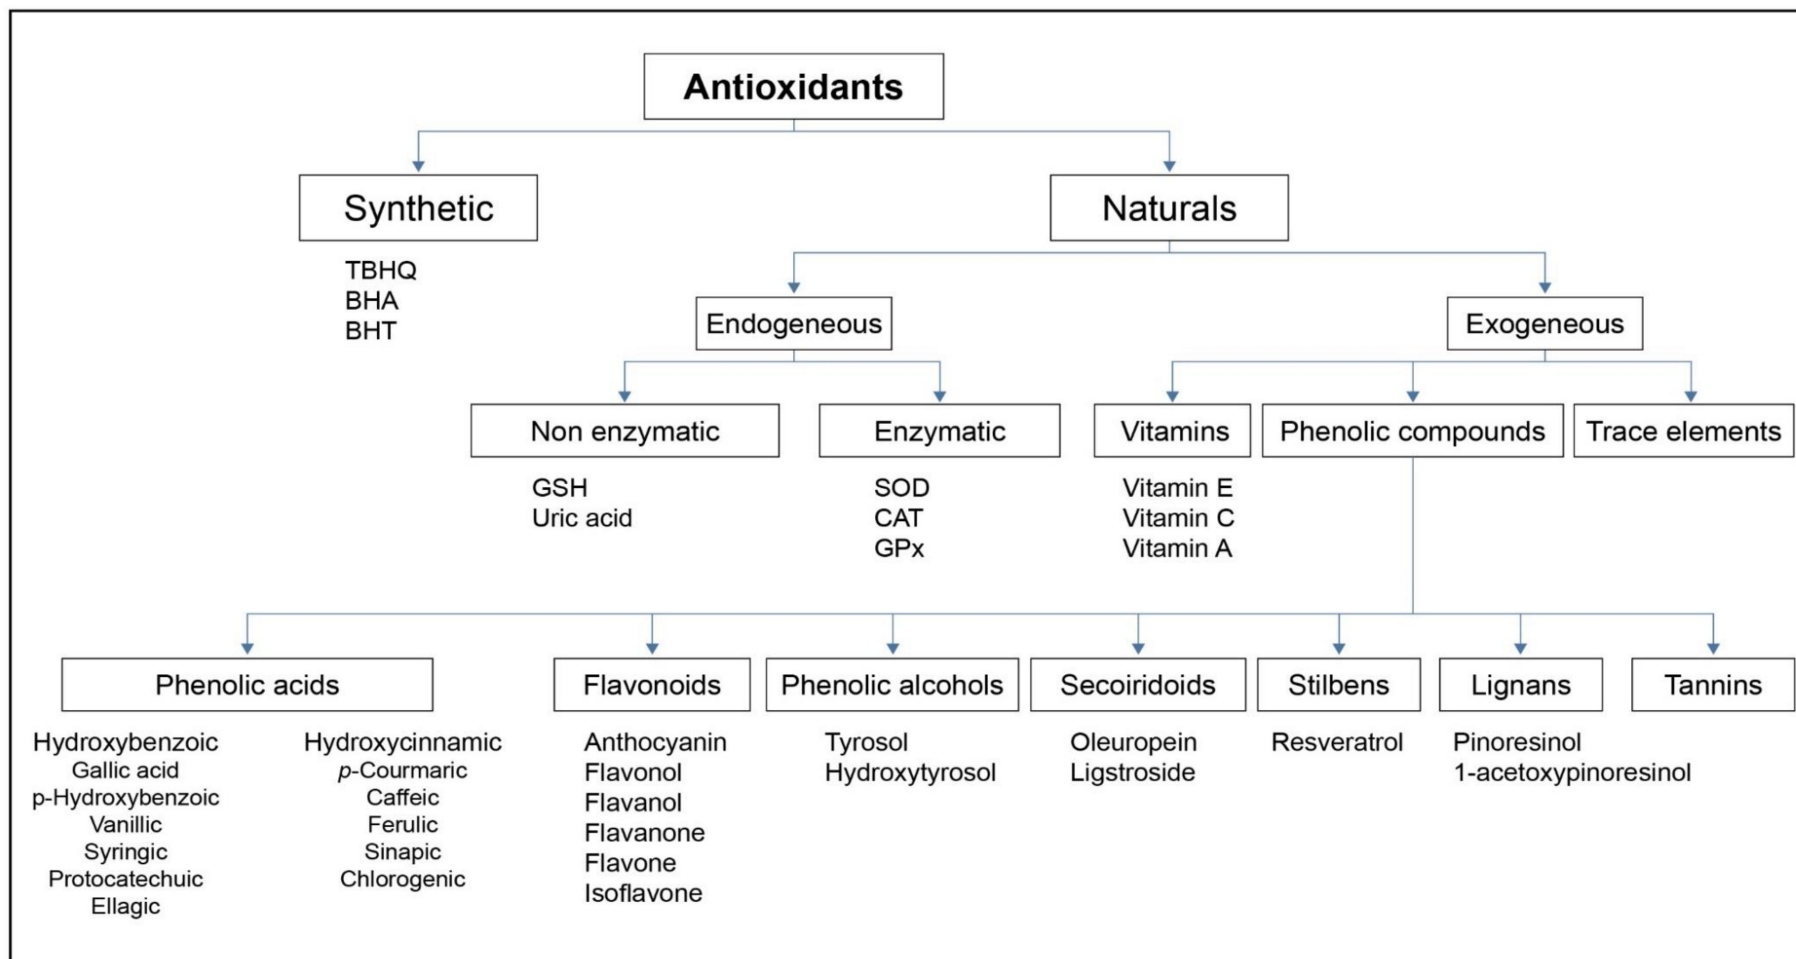 Antioxidants
Synthetic
Naturals
TBHQ
BHA
BHT
Endogeneous
Exogeneous
Non enzymatic
Enzymatic
Vitamins
Phenolic compounds
Trace elements
GSH
Uric acid
SOD
CAT
GPx
Vitamin E
Vitamin C
Vitamin A
Phenolic acids
Flavonoids
Phenolic alcohols
Secoiridoids
Stilbens
Lignans
Tannins
Hydroxybenzoic
Gallic acid
p-Hydroxybenzoic
Vanillic
Syringic
Protocatechuic
Ellagic
Hydroxycinnamic
p-Courmaric
Caffeic
Ferulic
Sinapic
Chlorogenic
Anthocyanin
Flavonol
Flavanol
Flavanone
Flavone
Isoflavone
Tyrosol
Hydroxytyrosol
Oleuropein
Ligstroside
Resveratrol
Pinoresinol
1-acetoxypinoresinol